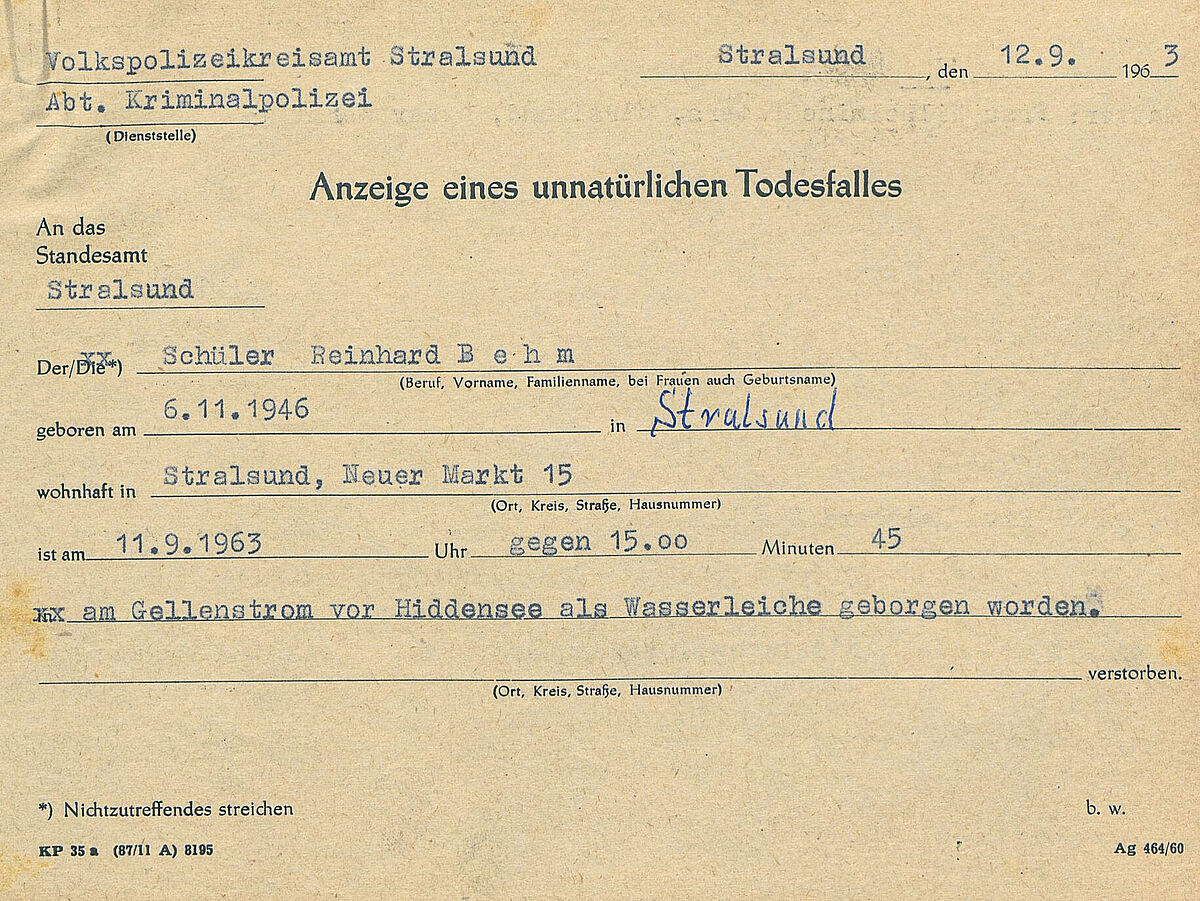 Volkspolizeikreisamt Stralsund Stralsund, den 12.9. 1963
Abt. Kriminalpolizei
(Dienststelle)
Anzeige eines unnatürlichen Todesfalles
An das
Standesamt
Stralsund
Der/Die*) Schüler Reinhard B e h m
(Beruf, Vorname, Familienname, bei Frauen auch Geburtsname)
geboren am 6.11.1946 in Stralsund
wohnhaft in Stralsund, Neuer Markt 15
(Ort, Kreis, Straße, Hausnummer)
ist am 11.9.1963 Uhr gegen 15.oo Minuten 45
xx am Gellenstrom vor Hiddensee als Wasserleiche geborgen worden.
verstorben.
(Ort, Kreis, Straße, Hausnummer)
*) Nichtzutreffendes streichen b. w.
KP 35a (87/11 A) 8195 Ag 464/60